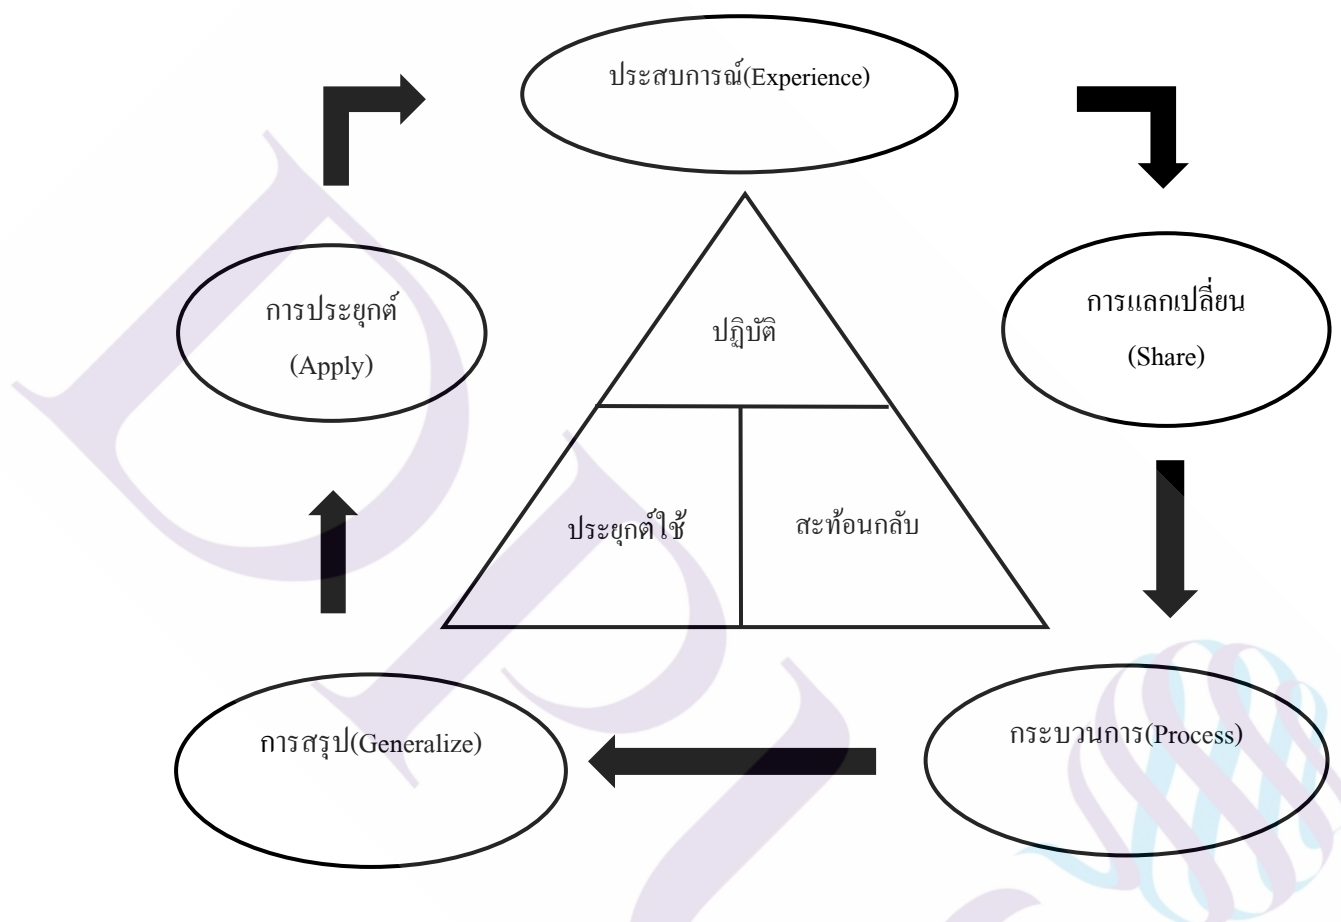 ประสบการณ์(Experience)
การประยุกต์
(Apply)
การแลกเปลี่ยน
(Share)
ปฏิบัติ
ประยุกต์ใช้
สะท้อนกลับ
การสรุป(Generalize)
กระบวนการ(Process)